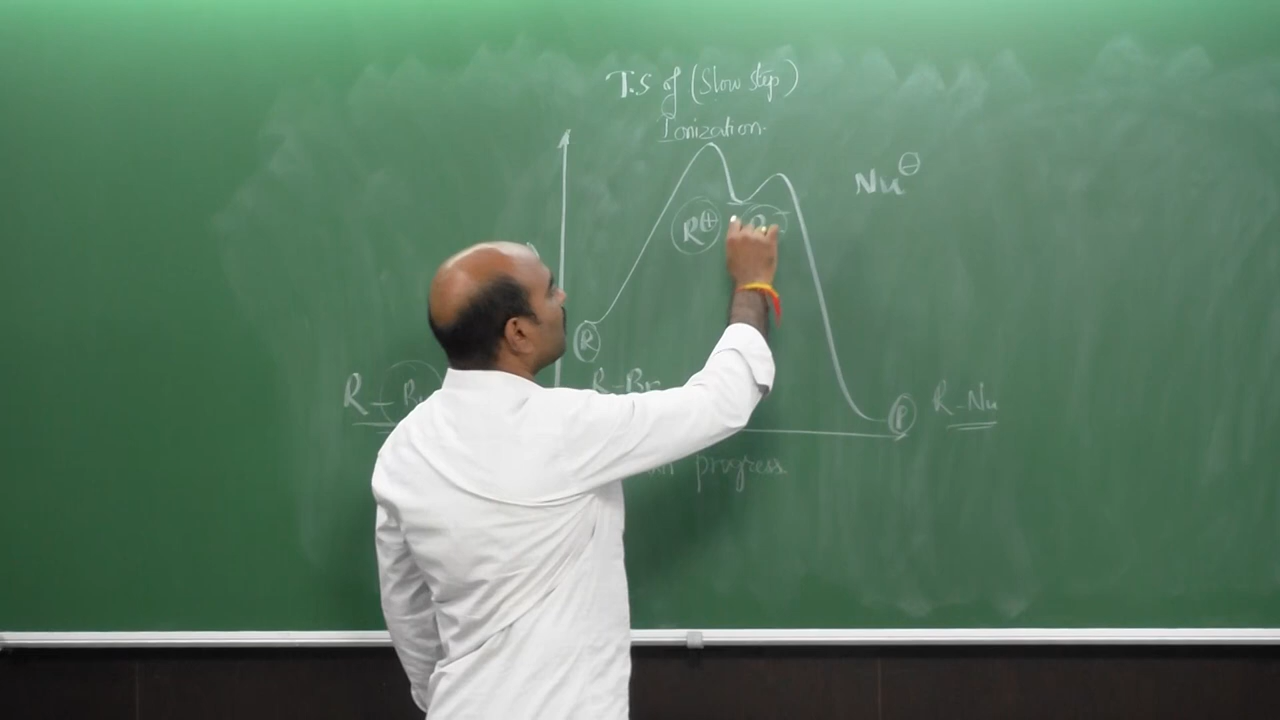 T.S of (Slow step)
Ionization.
Nu⊖
R⊕
R
R - Br
R-Br
P
R-Nu
progress